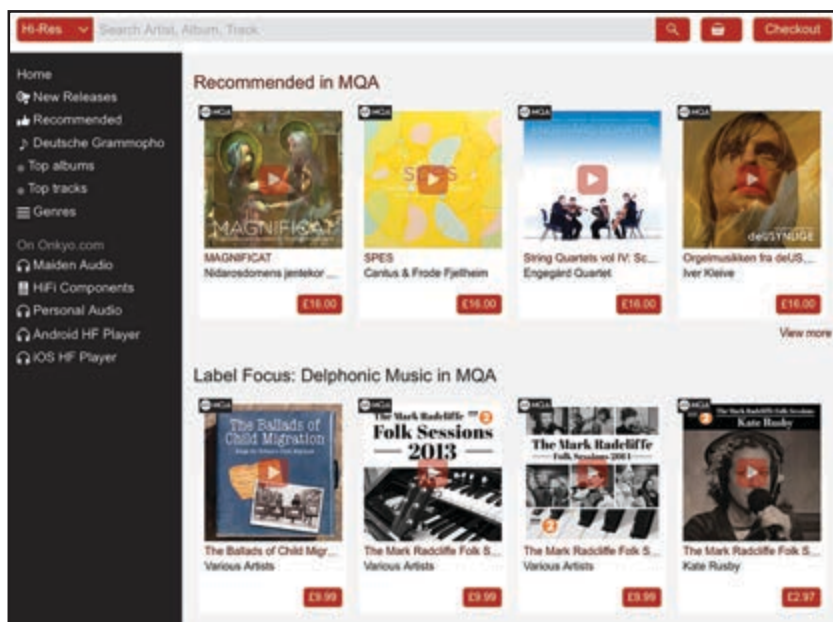 Hi-Res
Search Artist, Album, Track
Checkout
Home
New Releases
Recommended
Deutsche Grammopho
Top albums
Top tracks
Genres
On Onkyo.com
Maiden Audio
HiFi Components
Personal Audio
Android HF Player
iOS HF Player
Recommended in MQA
MQA
MAGNIFICAT
MAGNIFICAT
Nidarosdomens jentekor ...
£16.00
MQA
SPES
SPES
Cantus & Frode Fjellheim
£16.00
MQA
ENGEGÅRD QUARTET
String Quartets vol IV: Sc...
Engegård Quartet
£16.00
MQA
deUSYNLIGE
Orgelmusikken fra deUS...
Iver Kleive
£16.00
View more
Label Focus: Delphonic Music in MQA
MQA
The Ballads of
Child Migration
The Ballads of Child Migr...
Various Artists
£9.99
MQA
The Mark Radcliffe
Folk Sessions
2013
2
The Mark Radcliffe Folk S...
Various Artists
£9.99
MQA
The Mark Radcliffe
Folk Sessions 2014
2
The Mark Radcliffe Folk S...
Various Artists
£9.99
MQA
2
The Mark Radcliffe Folk Sessions
Kate Rusby
The Mark Radcliffe Folk S...
Kate Rusby
£2.97